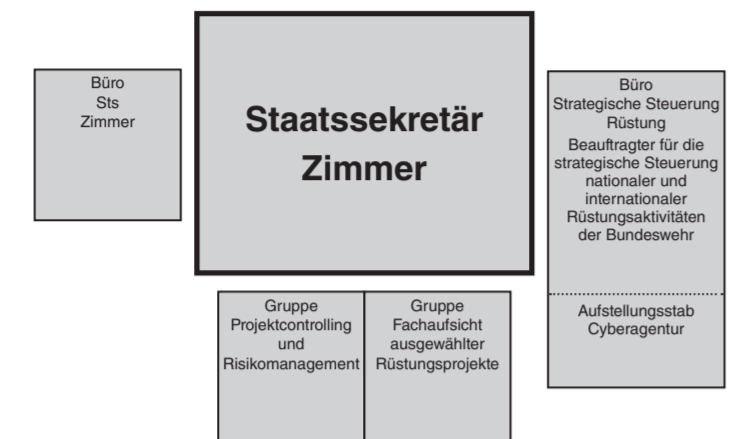 Büro
Sts
Zimmer
Staatssekretär
Zimmer
Büro
Strategische Steuerung
Rüstung
Beauftragter für die
strategische Steuerung
nationaler und
internationaler
Rüstungsaktivitäten
der Bundeswehr
Aufstellungsstab
Cyberagentur
Gruppe
Projektcontrolling
und
Risikomanagement
Gruppe
Fachaufsicht
ausgewählter
Rüstungsprojekte